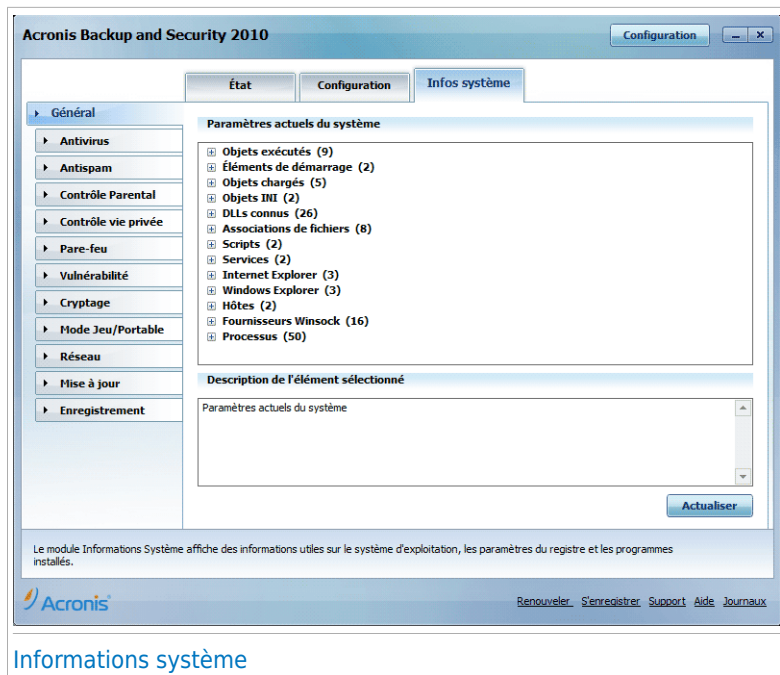 Acronis Backup and Security 2010
Configuration
État
Configuration
Infos système
Général
Antivirus
Antispam
Contrôle Parental
Contrôle vie privée
Pare-feu
Vulnérabilité
Cryptage
Mode Jeu/Portable
Réseau
Mise à jour
Enregistrement
Paramètres actuels du système
Objets exécutés (9)
Éléments de démarrage (2)
Objets chargés (5)
Objets INI (2)
DLLs connus (26)
Associations de fichiers (8)
Scripts (2)
Services (2)
Internet Explorer (3)
Windows Explorer (3)
Hôtes (2)
Fournisseurs Winsock (16)
Processus (50)
Description de l'élément sélectionné
Paramètres actuels du système
Actualiser
Le module Informations Système affiche des informations utiles sur le système d'exploitation, les paramètres du registre et les programmes
installés.
Acronis
Renouveler S'enregistrer Support Aide Journaux
Informations système